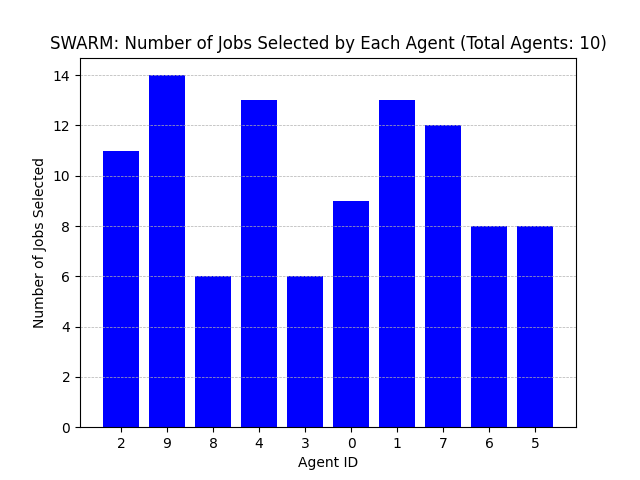 SWARM: Number of Jobs Selected by Each Agent (Total Agents: 10)
Number of Jobs Selected
14
12
10
8
6
4
2
0
2 9 8 4 3 0 1 7 6 5
Agent ID